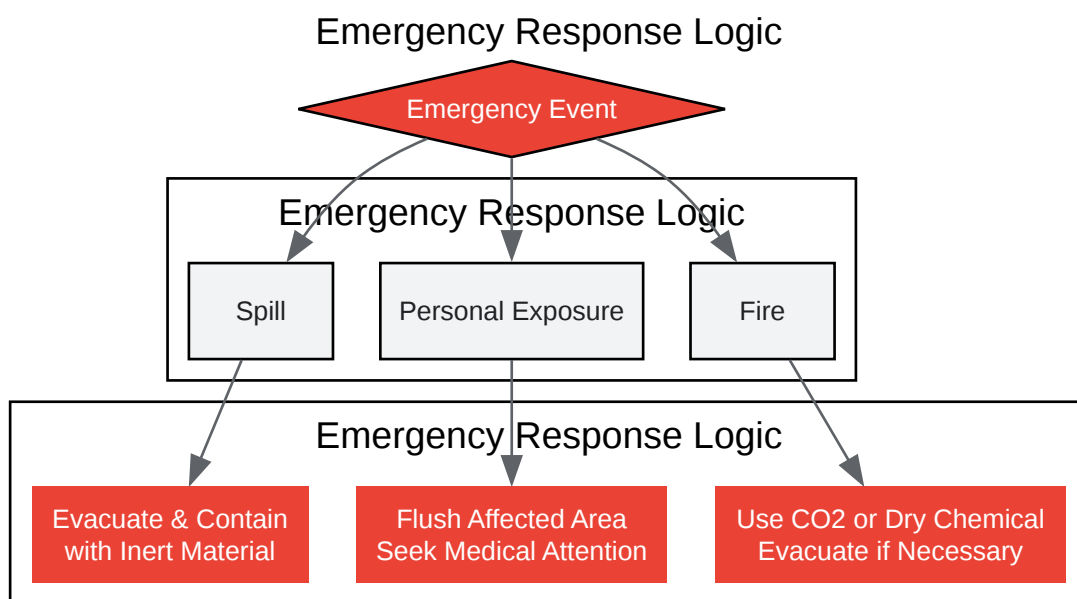 Emergency Response Logic
Emergency Event
Emergency Response Logic
Spill
Personal Exposure
Fire
Emergency Response Logic
Evacuate & Contain
with Inert Material
Flush Affected Area
Seek Medical Attention
Use CO2 or Dry Chemical
Evacuate if Necessary